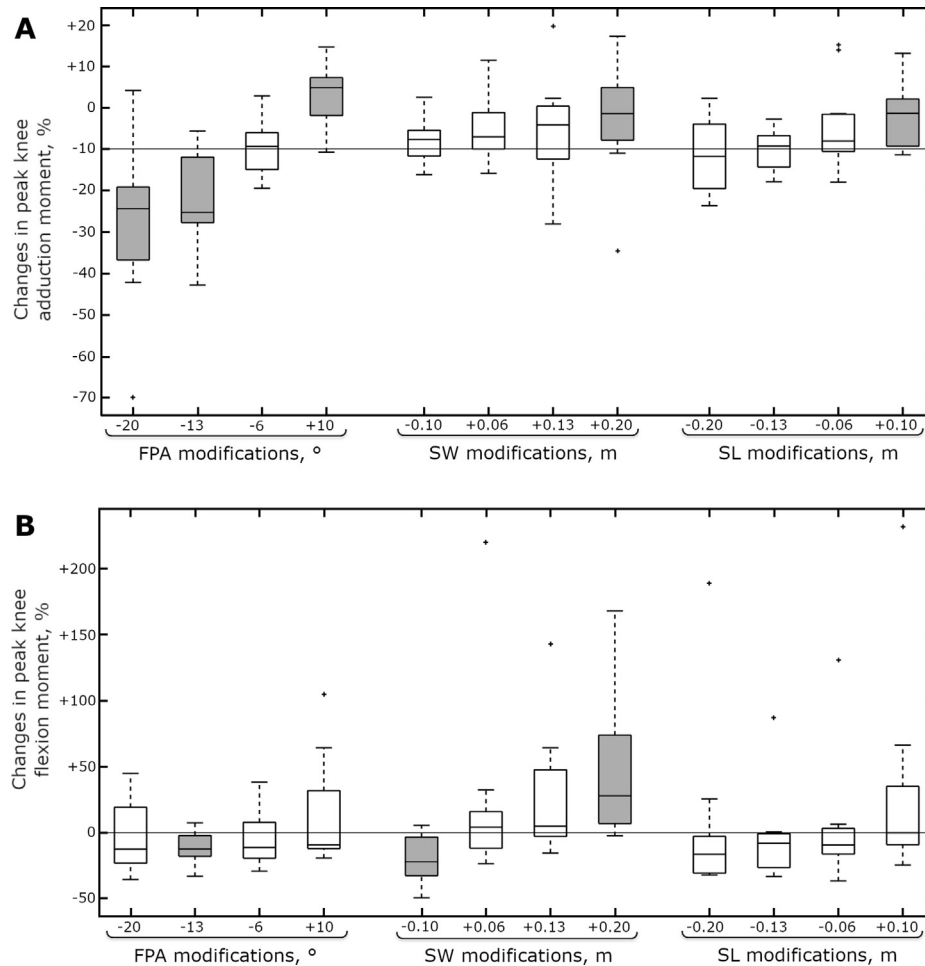 A
Changes in peak knee
adduction moment, %
+20
+10
0
-10
-20
-30
-40
-50
-60
-70
-20 -13 -6 +10 -0.10 +0.06 +0.13 +0.20 -0.20 -0.13 -0.06 +0.10
FPA modifications, ° SW modifications, m SL modifications, m
B
Changes in peak knee
flexion moment, %
+200
+150
+100
+50
0
-50
-20 -13 -6 +10 -0.10 +0.06 +0.13 +0.20 -0.20 -0.13 -0.06 +0.10
FPA modifications, ° SW modifications, m SL modifications, m